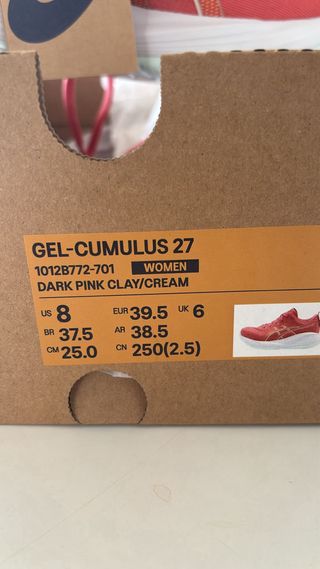 GEL-CUMULUS 27
1012B772-701 WOMEN
DARK PINK CLAY/CREAM
US 8 EUR 39.5 UK 6
BR 37.5 AR 38.5
CM 25.0 CN 250(2.5)